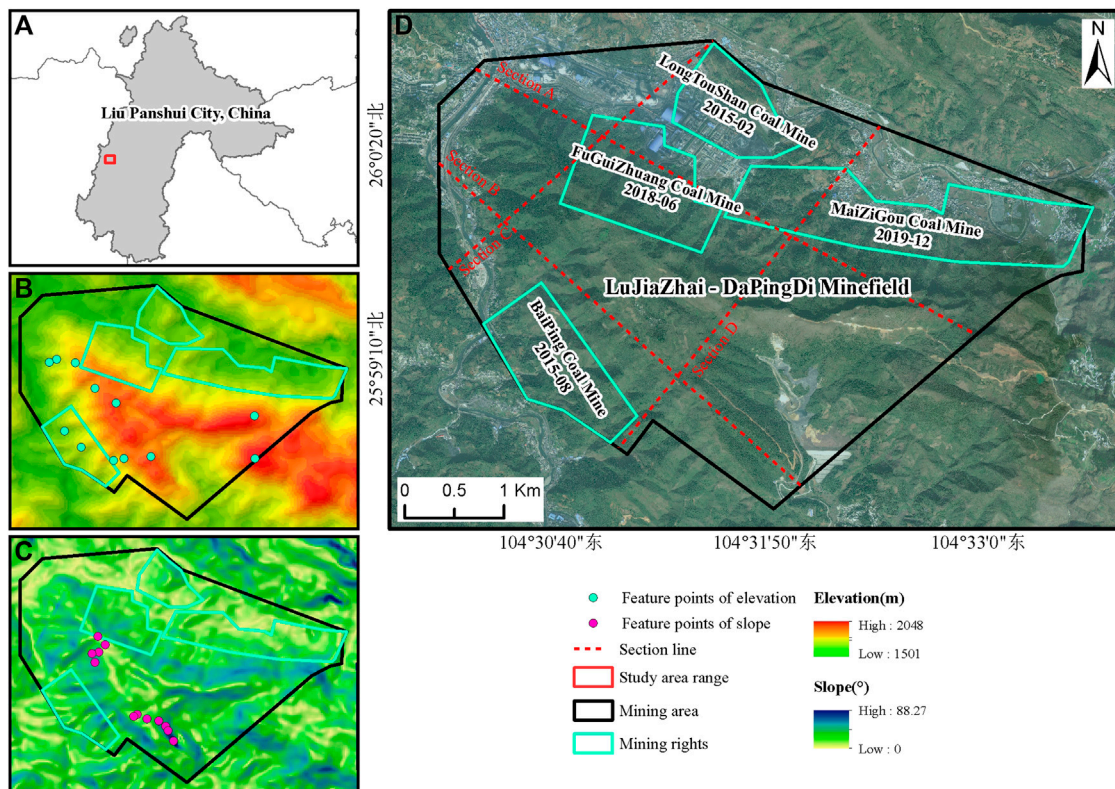 A
Liu Panshui City, China
B
C
D
N
Section A
Section B
Section C
Section D
LongTouShan Coal Mine
2015-02
FuGuiZhuang Coal Mine
2018-06
MaiZiGou Coal Mine
2019-12
LuJiaZhai - DaPingDi Minefield
BaiPing Coal Mine
2015-08
26°0'20"北
25°59'10"北
0 0.5 1 Km
104°30'40"东 104°31'50"东 104°33'0"东
Feature points of elevation
Feature points of slope
Section line
Study area range
Mining area
Mining rights
Elevation(m)
High : 2048
Low : 1501
Slope(°)
High : 88.27
Low : 0